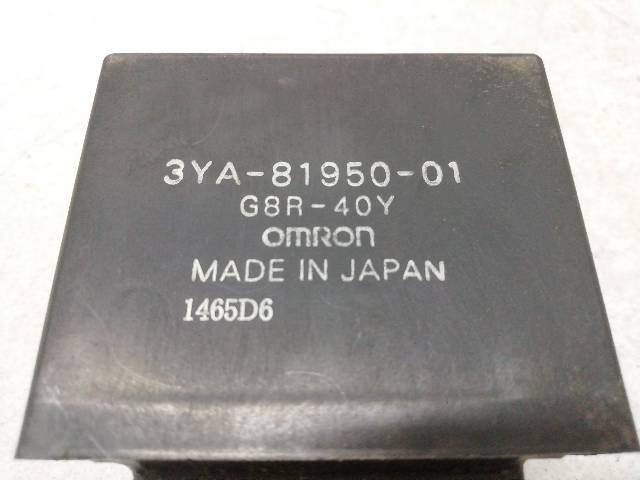 3YA-81950-01
G8R-40Y
omron
MADE IN JAPAN
1465D6